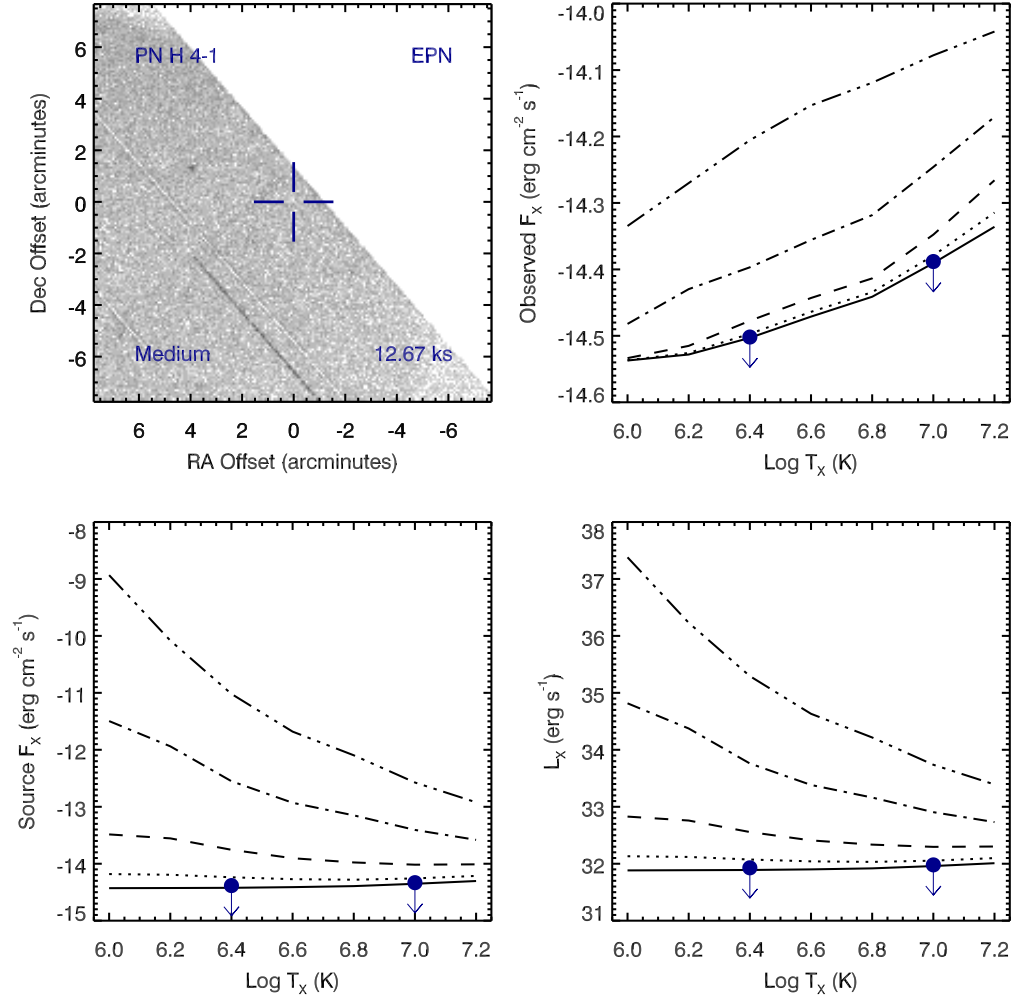 PN H 4-1
EPN
Medium
12.67 ks
6
4
2
0
-2
-4
-6
Dec Offset (arcminutes)
6 4 2 0 -2 -4 -6
RA Offset (arcminutes)
-14.0
-14.1
-14.2
-14.3
-14.4
-14.5
-14.6
Observed FX (erg cm-2 s-1)
6.0 6.2 6.4 6.6 6.8 7.0 7.2
Log TX (K)
-8
-9
-10
-11
-12
-13
-14
-15
Source FX (erg cm-2 s-1)
6.0 6.2 6.4 6.6 6.8 7.0 7.2
Log TX (K)
38
37
36
35
34
33
32
31
LX (erg s-1)
6.0 6.2 6.4 6.6 6.8 7.0 7.2
Log TX (K)